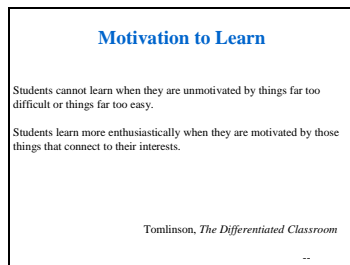 Motivation to Learn
Students cannot learn when they are unmotivated by things far too
difficult or things far too easy.
Students learn more enthusiastically when they are motivated by those
things that connect to their interests.
Tomlinson, The Differentiated Classroom
--